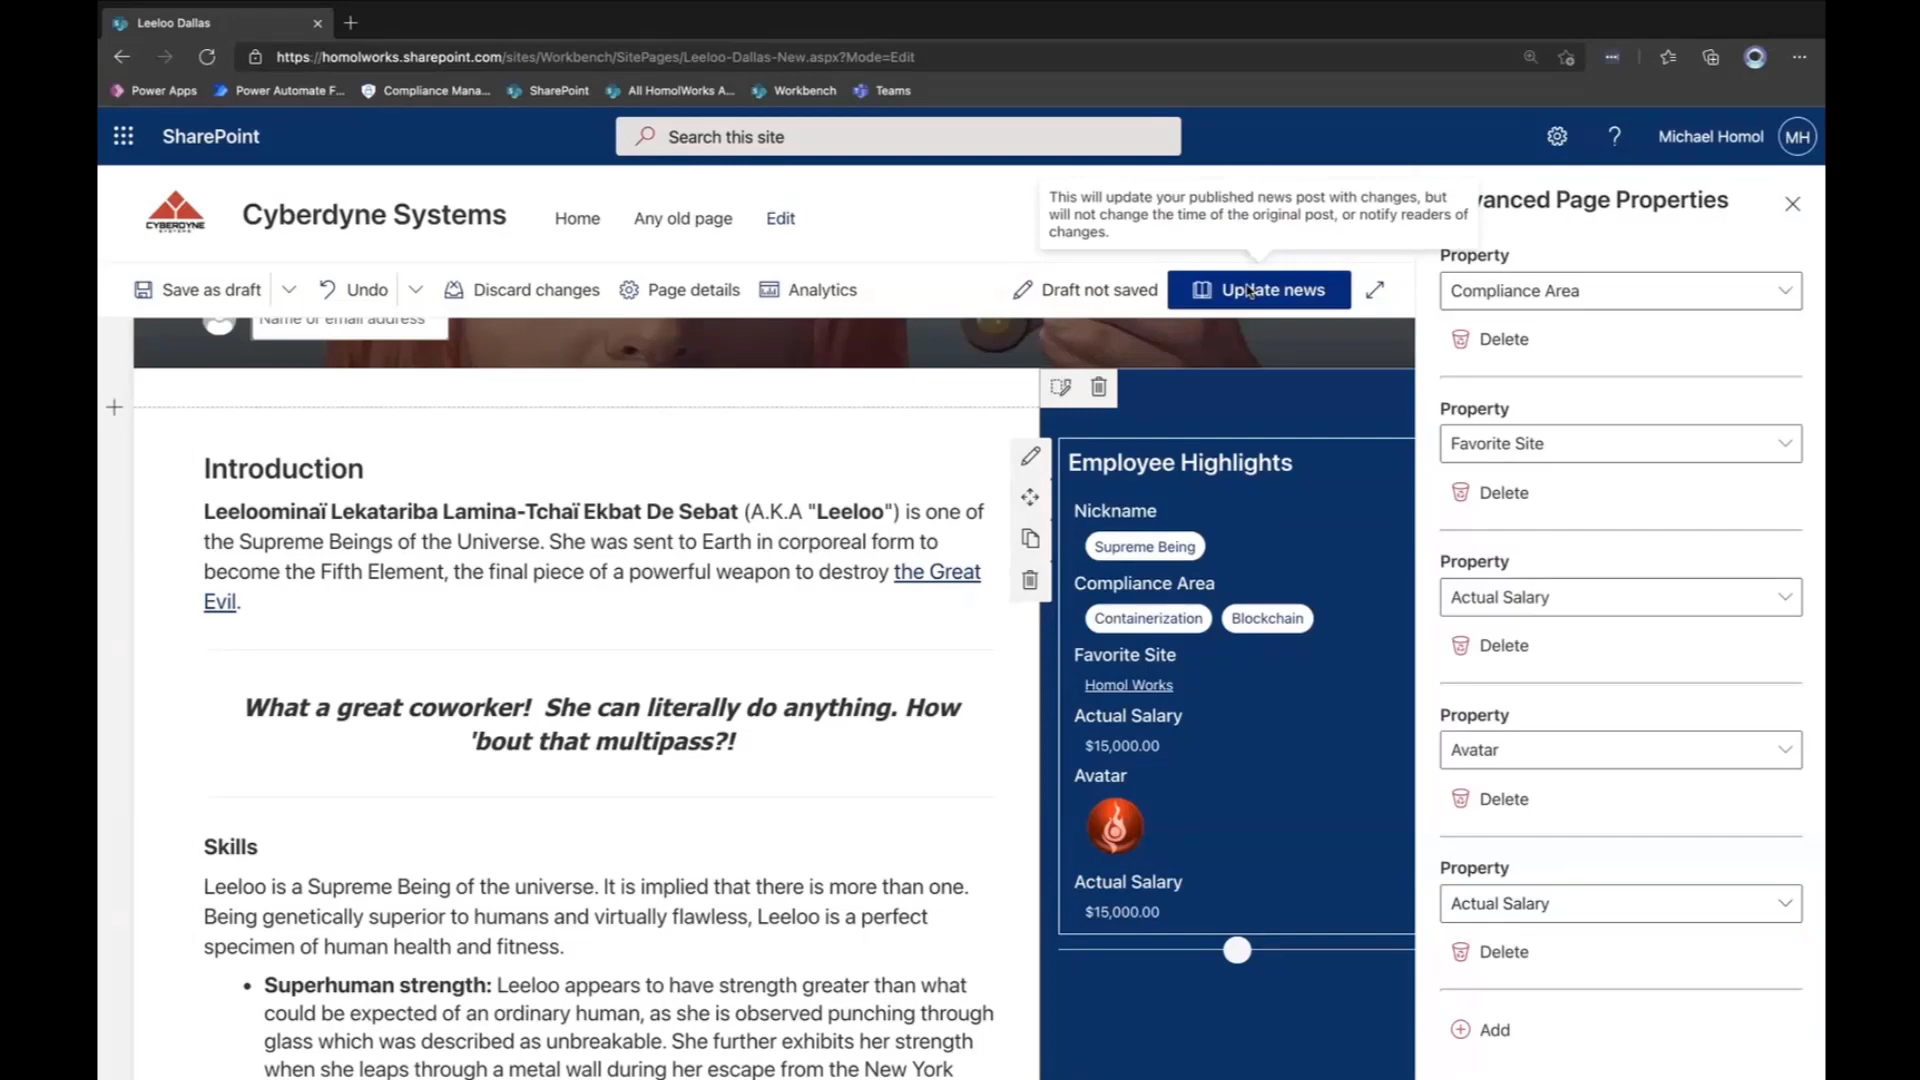 Leeloo Dallas
https://homolworks.sharepoint.com/sites/Workbench/SitePages/Leeloo-Dallas-New.aspx?Mode=Edit
Power Apps
Power Automate F...
Compliance Mana...
SharePoint
All HomolWorks A...
Workbench
Teams
SharePoint
Search this site
Michael Homol
MH
CYBERDYNE
Cyberdyne Systems
Home
Any old page
Edit
This will update your published news post with changes, but
will not change the time of the original post, or notify readers of
changes.
vanced Page Properties
Save as draft
Undo
Discard changes
Page details
Analytics
Draft not saved
Update news
Name or email address
Introduction
Leeloominaï Lekatariba Lamina-Tchaï Ekbat De Sebat (A.K.A "Leeloo") is one of
the Supreme Beings of the Universe. She was sent to Earth in corporeal form to
become the Fifth Element, the final piece of a powerful weapon to destroy the Great
Evil.
What a great coworker! She can literally do anything. How
'bout that multipass?!
Skills
Leeloo is a Supreme Being of the universe. It is implied that there is more than one.
Being genetically superior to humans and virtually flawless, Leeloo is a perfect
specimen of human health and fitness.
• Superhuman strength: Leeloo appears to have strength greater than what
could be expected of an ordinary human, as she is observed punching through
glass which was described as unbreakable. She further exhibits her strength
when she leaps through a metal wall during her escape from the New York
Employee Highlights
Nickname
Supreme Being
Compliance Area
Containerization
Blockchain
Favorite Site
Homol Works
Actual Salary
$15,000.00
Avatar
Actual Salary
$15,000.00
Property
Compliance Area
Delete
Property
Favorite Site
Delete
Property
Actual Salary
Delete
Property
Avatar
Delete
Property
Actual Salary
Delete
Add